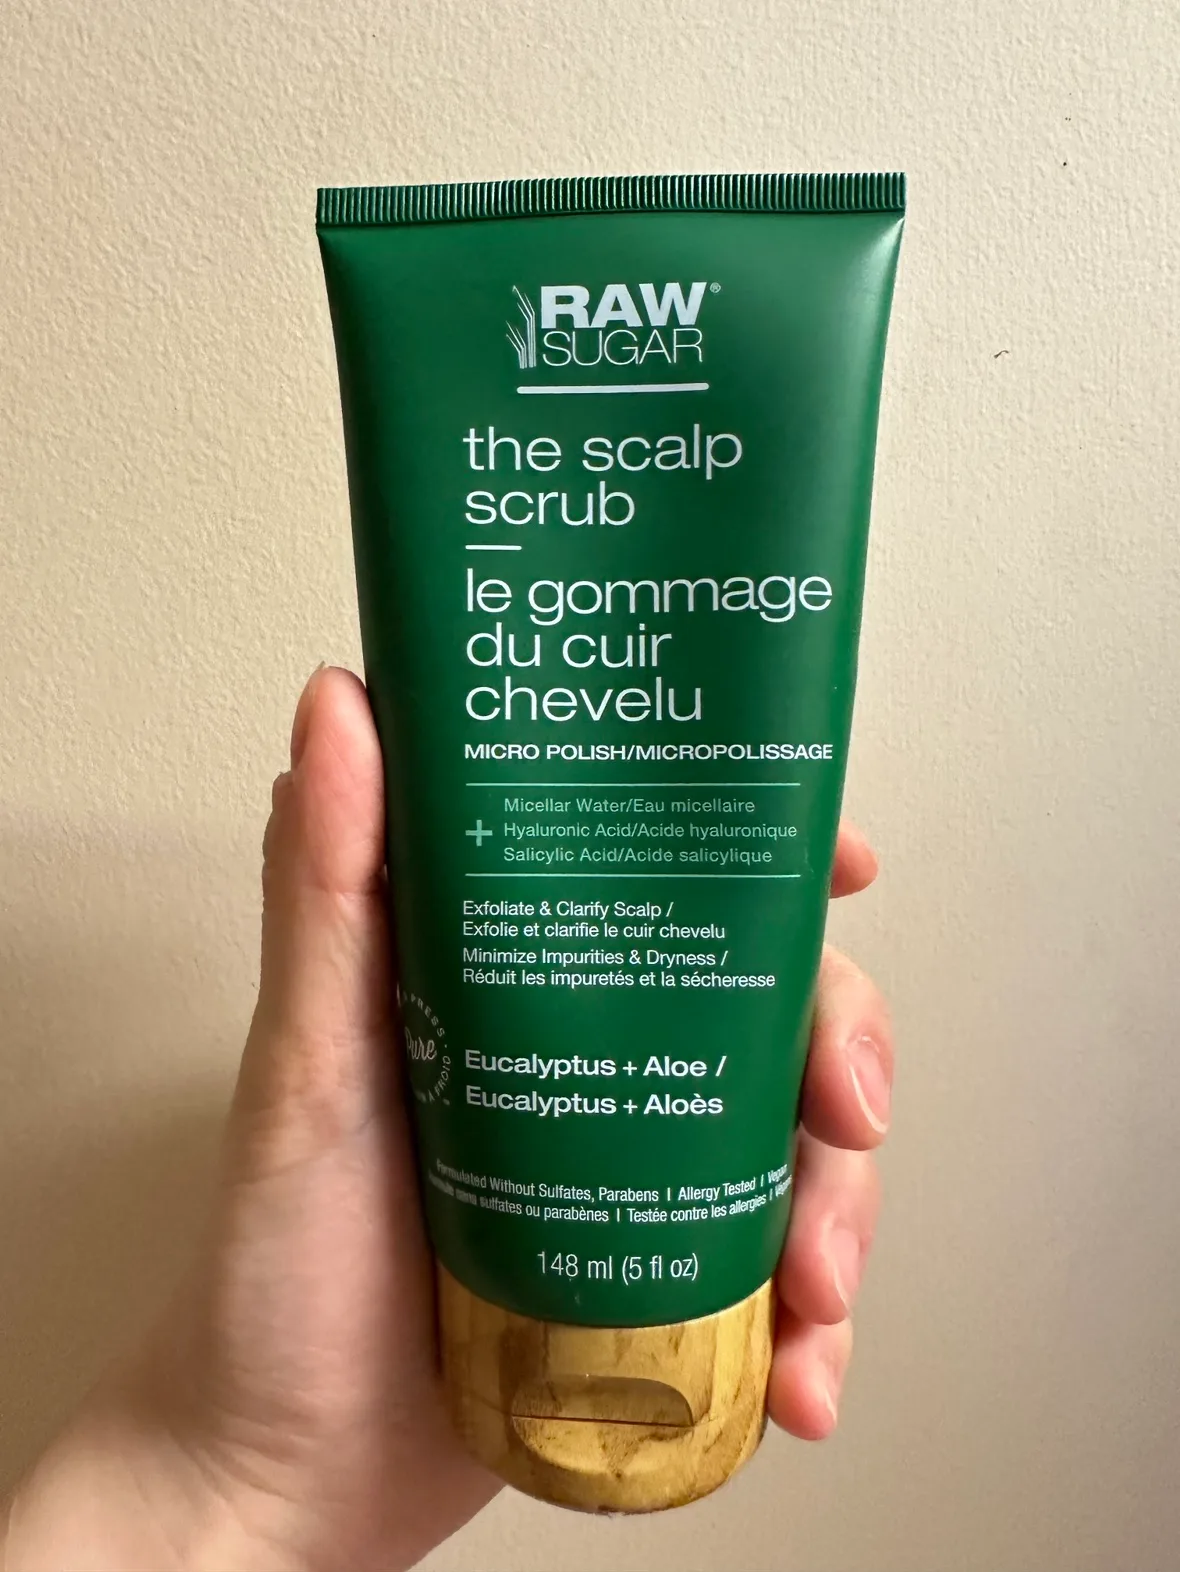 RAW®
SUGAR
the scalp
scrub
le gommage
du cuir
chevelu
MICRO POLISH/MICROPOLISSAGE
Micellar Water/Eau micellaire
+ Hyaluronic Acid/Acide hyaluronique
Salicylic Acid/Acide salicylique
Exfoliate & Clarify Scalp /
Exfolie et clarifie le cuir chevelu
Minimize Impurities & Dryness /
Réduit les impuretés et la sécheresse
Pure
À FROID
Eucalyptus + Aloe /
Eucalyptus + Aloès
Formulated Without Sulfates, Parabens | Allergy Tested | Vegan
sans sulfates ou parabènes | Testée contre les allergies |
148 ml (5 fl oz)